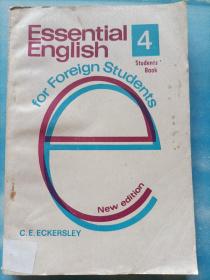 Essential
English
4
Students'
Book
for Foreign Students
e
New edition
C. E. ECKERSLEY